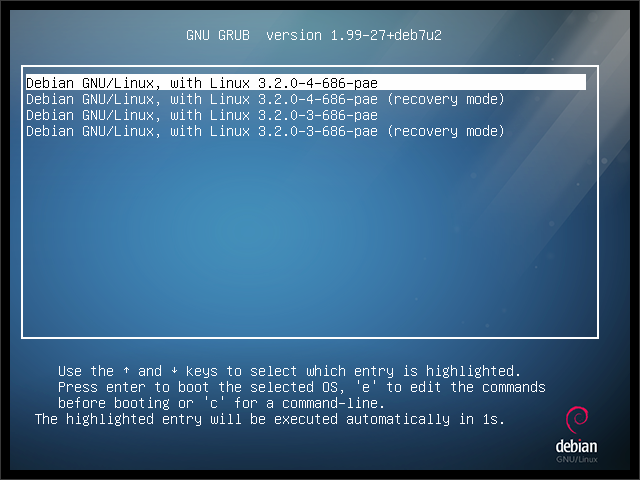 GNU GRUB  version 1.99-27+deb7u2
Debian GNU/Linux, with Linux 3.2.0-4-686-pae
Debian GNU/Linux, with Linux 3.2.0-4-686-pae (recovery mode)
Debian GNU/Linux, with Linux 3.2.0-3-686-pae
Debian GNU/Linux, with Linux 3.2.0-3-686-pae (recovery mode)
Use the ↑ and ↓ keys to select which entry is highlighted.
Press enter to boot the selected OS, 'e' to edit the commands
before booting or 'c' for a command-line.
The highlighted entry will be executed automatically in 1s.
debian
GNU/Linux